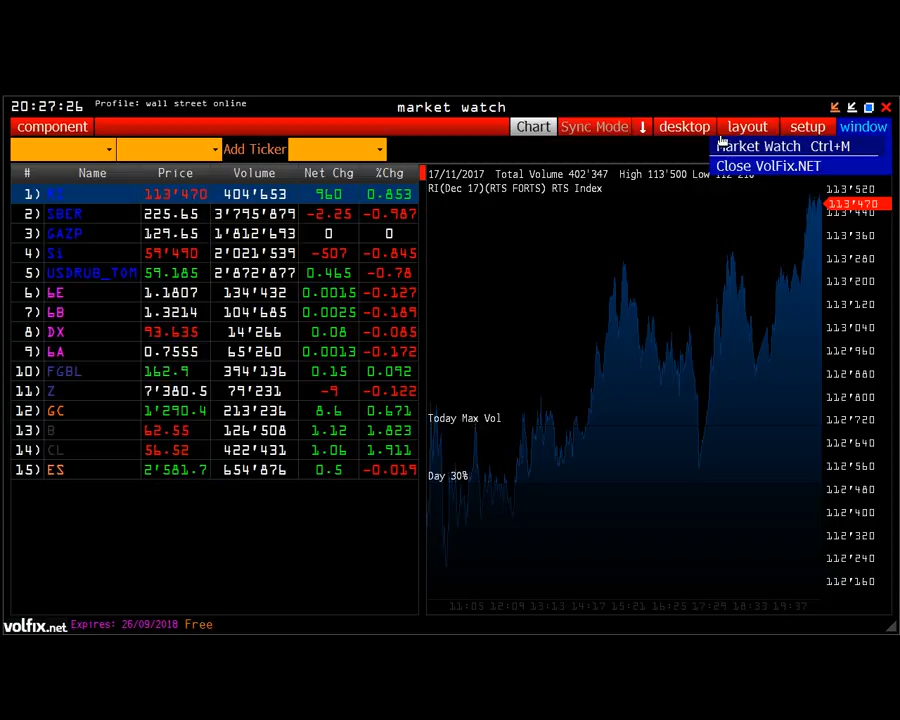 20:27:26 Profile: wall street online market watch
component Chart Sync Mode ↓ desktop layout setup window
Market Watch Ctrl+M
Close VolFix.NET
Add Ticker
# Name Price Volume Net Chg %Chg
1) RI 113'470 404'653 960 0.853
2) SBER 225.65 3'795'879 -2.25 -0.987
3) GAZP 129.65 1'812'693 0 0
4) Si 59'490 2'021'539 -507 -0.845
5) USDRUB_TOM 59.185 2'872'877 0.465 -0.78
6) 6E 1.1807 134'432 0.0015 -0.127
7) 6B 1.3214 104'685 0.0025 -0.189
8) DX 93.635 14'266 0.08 -0.085
9) 6A 0.7555 65'260 0.0013 -0.172
10) FGBL 162.9 394'136 0.15 0.092
11) Z 7'380.5 79'231 -9 -0.122
12) GC 1'290.4 213'236 8.6 0.671
13) B 62.55 126'508 1.12 1.823
14) CL 56.52 422'431 1.06 1.911
15) ES 2'581.7 654'876 0.5 -0.019
17/11/2017 Total Volume 402'347 High 113'500 Low
RI(Dec 17)(RTS FORTS) RTS Index
Today Max Vol
Day 30%
113'520
113'470
113'440
113'360
113'280
113'200
113'120
113'040
112'960
112'880
112'800
112'720
112'640
112'560
112'480
112'400
112'320
112'240
112'160
11:05 12:09 13:13 14:17 15:21 16:25 17:29 18:33 19:37
volfix.net Expires: 26/09/2018 Free